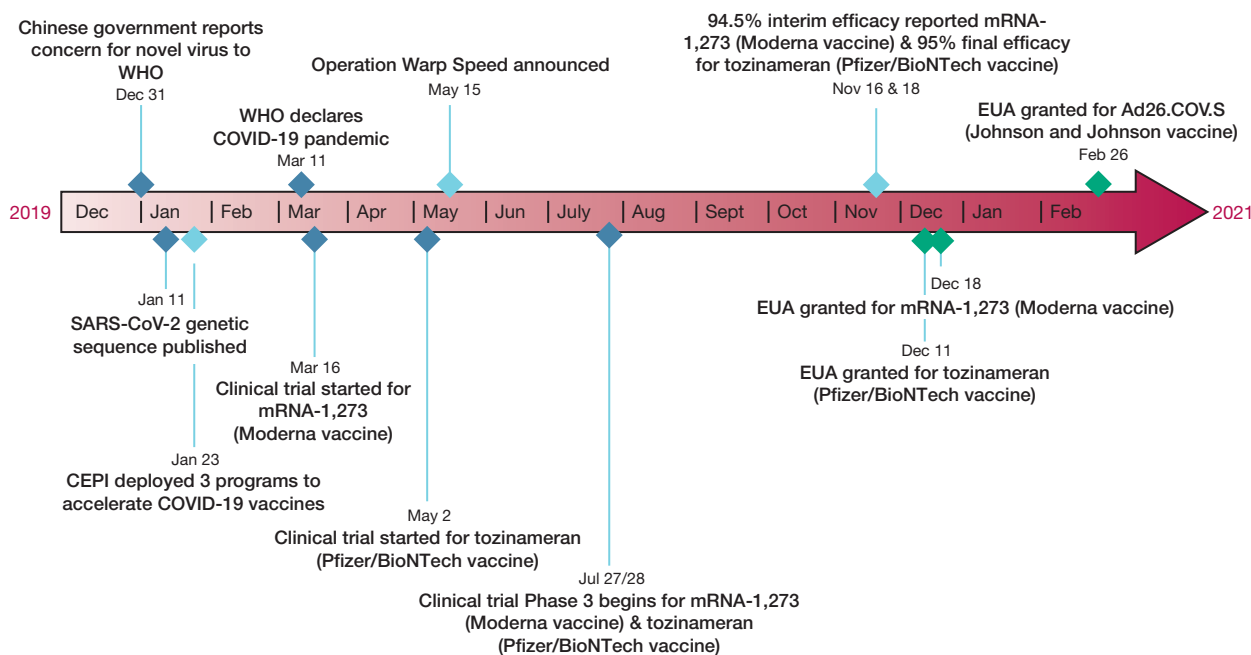 Chinese government reports
concern for novel virus to
WHO
Dec 31
WHO declares
COVID-19 pandemic
Mar 11
Operation Warp Speed announced
May 15
94.5% interim efficacy reported mRNA-
1,273 (Moderna vaccine) & 95% final efficacy
for tozinameran (Pfizer/BioNTech vaccine)
Nov 16 & 18
EUA granted for Ad26.COV.S
(Johnson and Johnson vaccine)
Feb 26
2019 Dec Jan Feb Mar Apr May Jun July Aug Sept Oct Nov Dec Jan Feb 2021
Jan 11
SARS-CoV-2 genetic
sequence published
Jan 23
CEPI deployed 3 programs to
accelerate COVID-19 vaccines
Mar 16
Clinical trial started for
mRNA-1,273
(Moderna vaccine)
May 2
Clinical trial started for tozinameran
(Pfizer/BioNTech vaccine)
Jul 27/28
Clinical trial Phase 3 begins for mRNA-1,273
(Moderna vaccine) & tozinameran
(Pfizer/BioNTech vaccine)
Dec 18
EUA granted for mRNA-1,273 (Moderna vaccine)
Dec 11
EUA granted for tozinameran
(Pfizer/BioNTech vaccine)